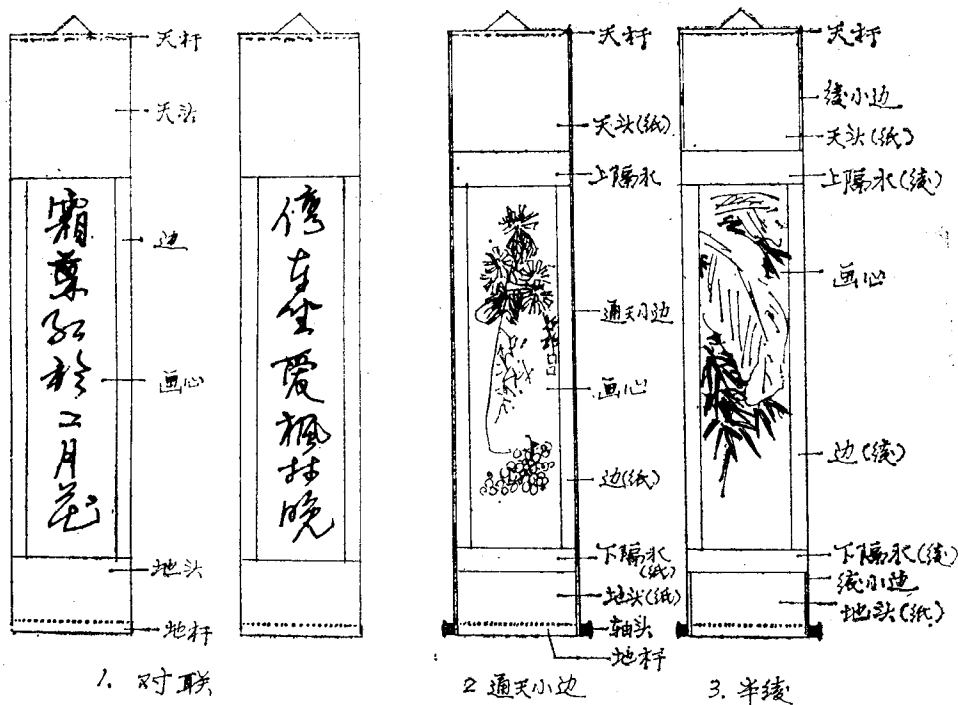 天杆
天头
边
画心
地头
地杆
霜葉红於二月花
停车坐愛楓林晚
1. 对联
天杆
天头(纸)
上隔水
通天小边
画心
边(纸)
下隔水
(纸)
地头(纸)
轴头
地杆
2 通天小边
天杆
绫小边
天头(纸)
上隔水(绫)
画心
边(绫)
下隔水(绫)
绫小边
地头(纸)
3. 半绫